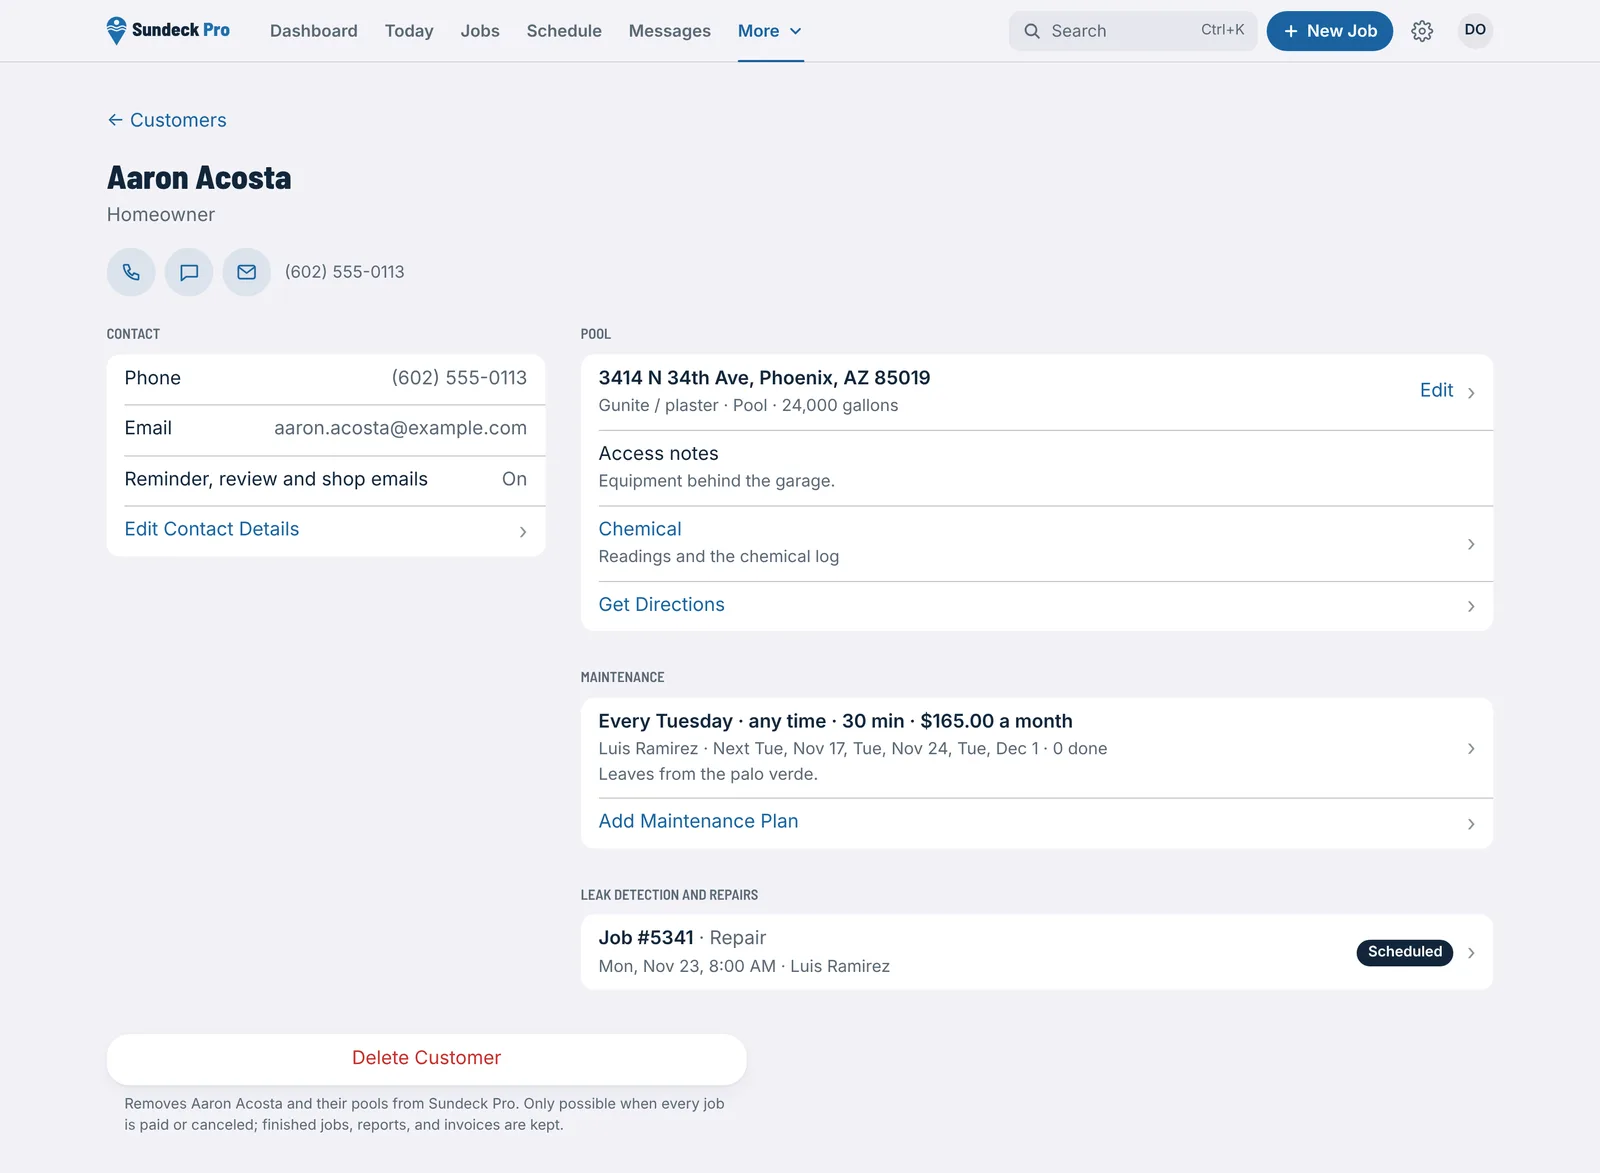 Sundeck Pro
Dashboard
Today
Jobs
Schedule
Messages
More
Search
Ctrl+K
+ New Job
DO
← Customers
Aaron Acosta
Homeowner
(602) 555-0113
CONTACT
Phone (602) 555-0113
Email aaron.acosta@example.com
Reminder, review and shop emails On
Edit Contact Details
POOL
3414 N 34th Ave, Phoenix, AZ 85019
Gunite / plaster · Pool · 24,000 gallons
Edit
Access notes
Equipment behind the garage.
Chemical
Readings and the chemical log
Get Directions
MAINTENANCE
Every Tuesday · any time · 30 min · $165.00 a month
Luis Ramirez · Next Tue, Nov 17, Tue, Nov 24, Tue, Dec 1 · 0 done
Leaves from the palo verde.
Add Maintenance Plan
LEAK DETECTION AND REPAIRS
Job #5341 · Repair
Mon, Nov 23, 8:00 AM · Luis Ramirez
Scheduled
Delete Customer
Removes Aaron Acosta and their pools from Sundeck Pro. Only possible when every job
is paid or canceled; finished jobs, reports, and invoices are kept.